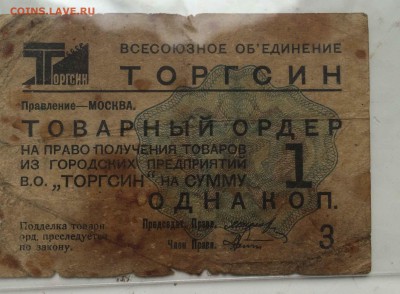 COINS.LAVE.RU
ВСЕСОЮЗНОЕ ОБ'ЕДИНЕНИЕ
ТОРГСИН
ТОРГСИН
Правление—МОСКВА.
ТОВАРНЫЙ ОРДЕР
НА ПРАВО ПОЛУЧЕНИЯ ТОВАРОВ
ИЗ ГОРОДСКИХ ПРЕДПРИЯТИЙ
В.О. „ТОРГСИН" НА СУММУ
1
ОДНА КОП.
Подделка товарн.
орд. преследуется
по закону.
Председат. Правл.
Член Правл.
3